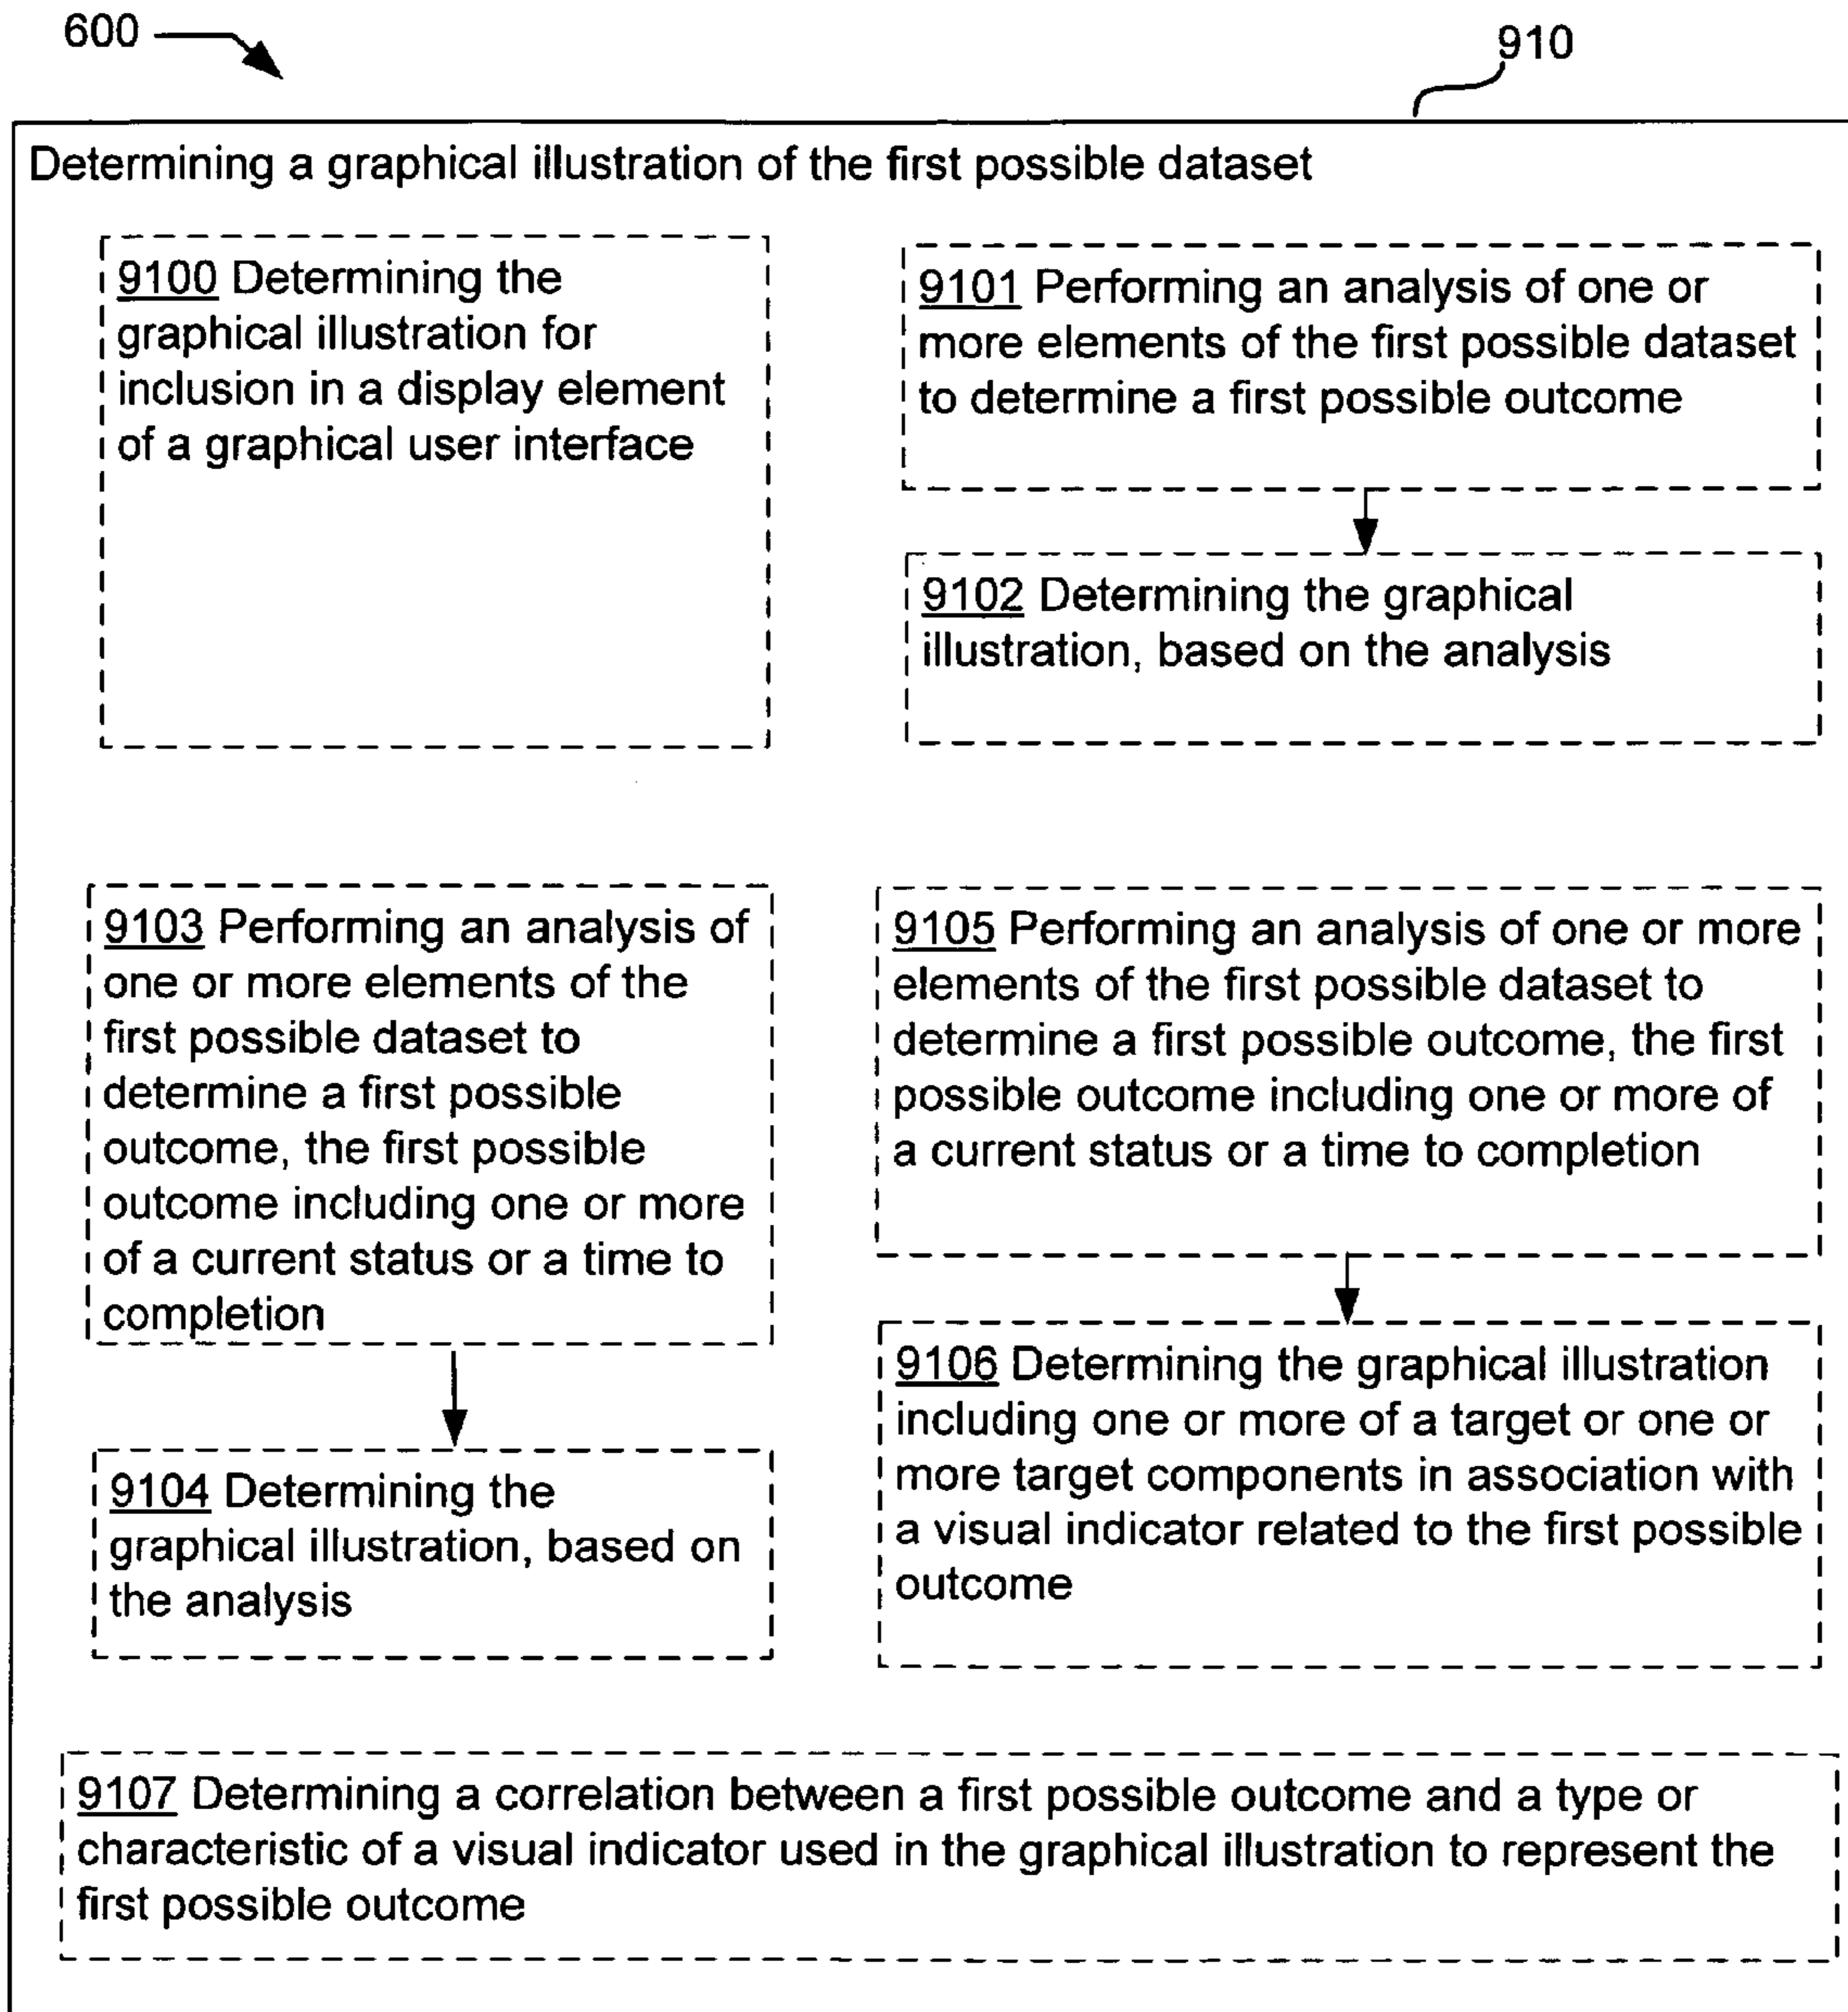 600
910
Determining a graphical illustration of the first possible dataset
9100 Determining the
graphical illustration for
inclusion in a display element
of a graphical user interface
9101 Performing an analysis of one or
more elements of the first possible dataset
to determine a first possible outcome
9102 Determining the graphical
illustration, based on the analysis
9103 Performing an analysis of
one or more elements of the
first possible dataset to
determine a first possible
outcome, the first possible
outcome including one or more
of a current status or a time to
completion
9104 Determining the
graphical illustration, based on
the analysis
9105 Performing an analysis of one or more
elements of the first possible dataset to
determine a first possible outcome, the first
possible outcome including one or more of
a current status or a time to completion
9106 Determining the graphical illustration
including one or more of a target or one or
more target components in association with
a visual indicator related to the first possible
outcome
9107 Determining a correlation between a first possible outcome and a type or
characteristic of a visual indicator used in the graphical illustration to represent the
first possible outcome